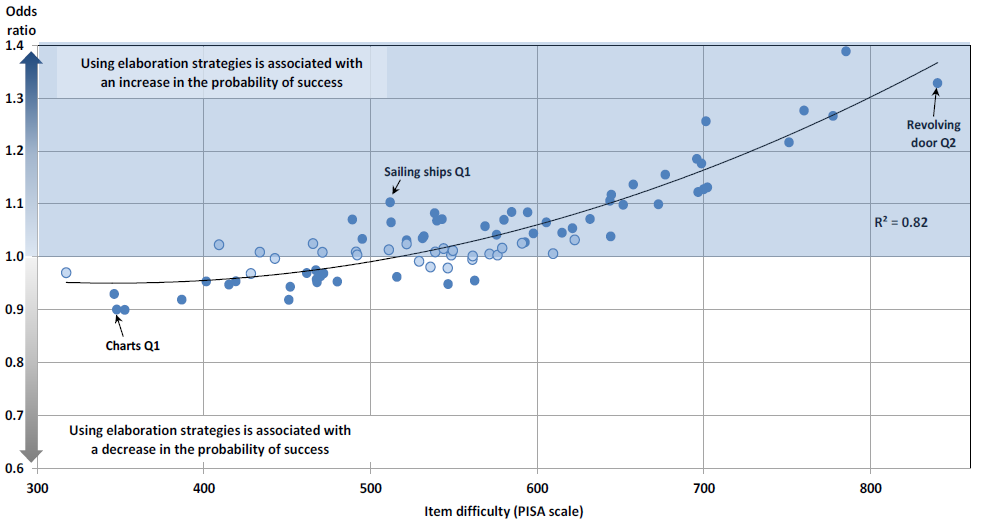 Odds
ratio
1.4
1.3
1.2
1.1
1.0
0.9
0.8
0.7
0.6
Using elaboration strategies is associated with
an increase in the probability of success
Revolving
door Q2
Sailing ships Q1
R² = 0.82
Charts Q1
Using elaboration strategies is associated with
a decrease in the probability of success
300 400 500 600 700 800
Item difficulty (PISA scale)